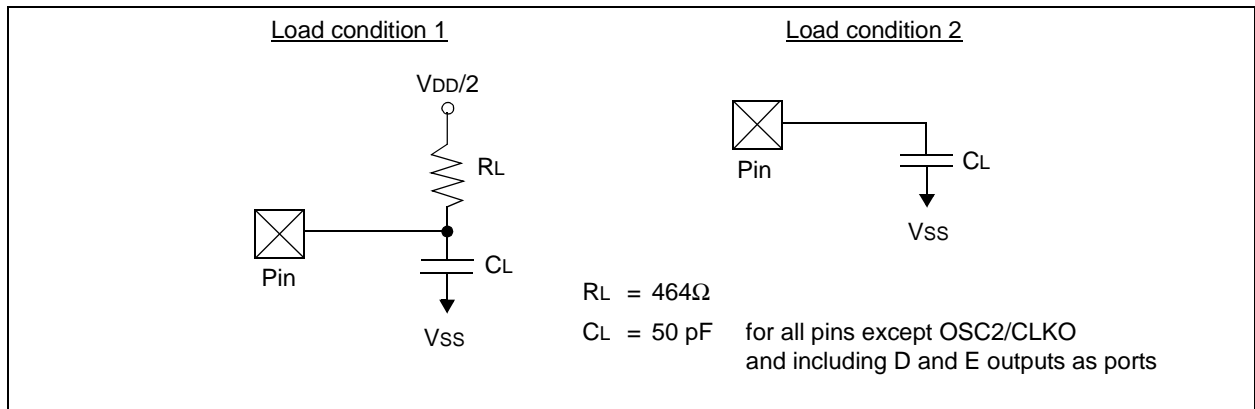 Load condition 1
VDD/2
RL
Pin
CL
VSS
Load condition 2
Pin
CL
VSS
RL = 464Ω
CL = 50 pF for all pins except OSC2/CLKO
and including D and E outputs as ports